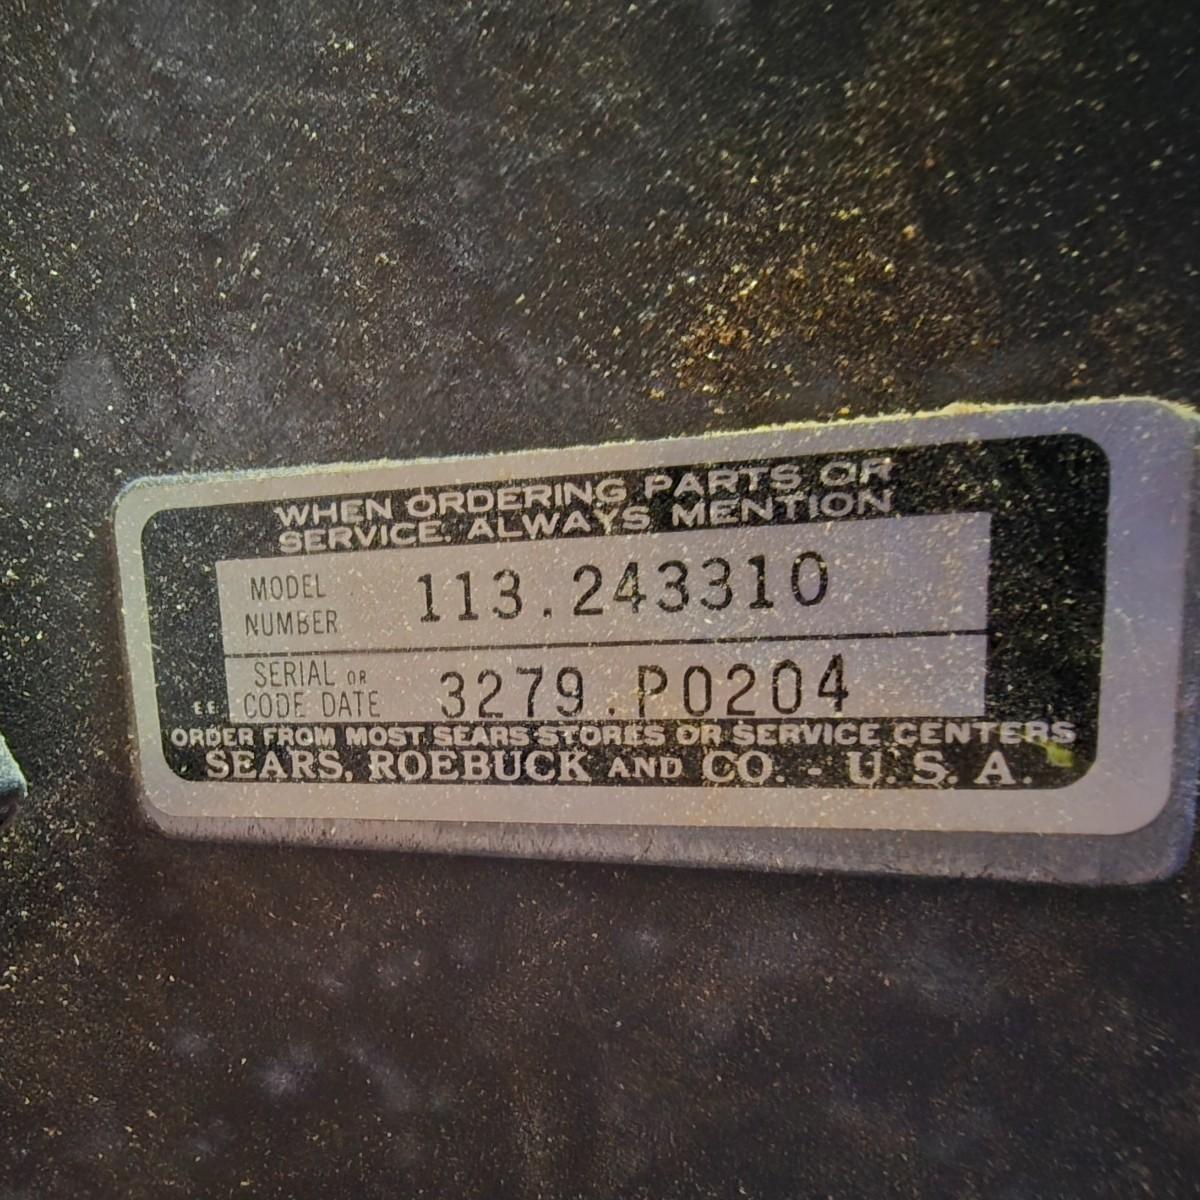 WHEN ORDERING PARTS OR
SERVICE, ALWAYS MENTION
MODEL NUMBER 113.243310
SERIAL OR CODE DATE 3279.P0204
E.E.
ORDER FROM MOST SEARS STORES OR SERVICE CENTERS
SEARS, ROEBUCK AND CO. - U.S.A.